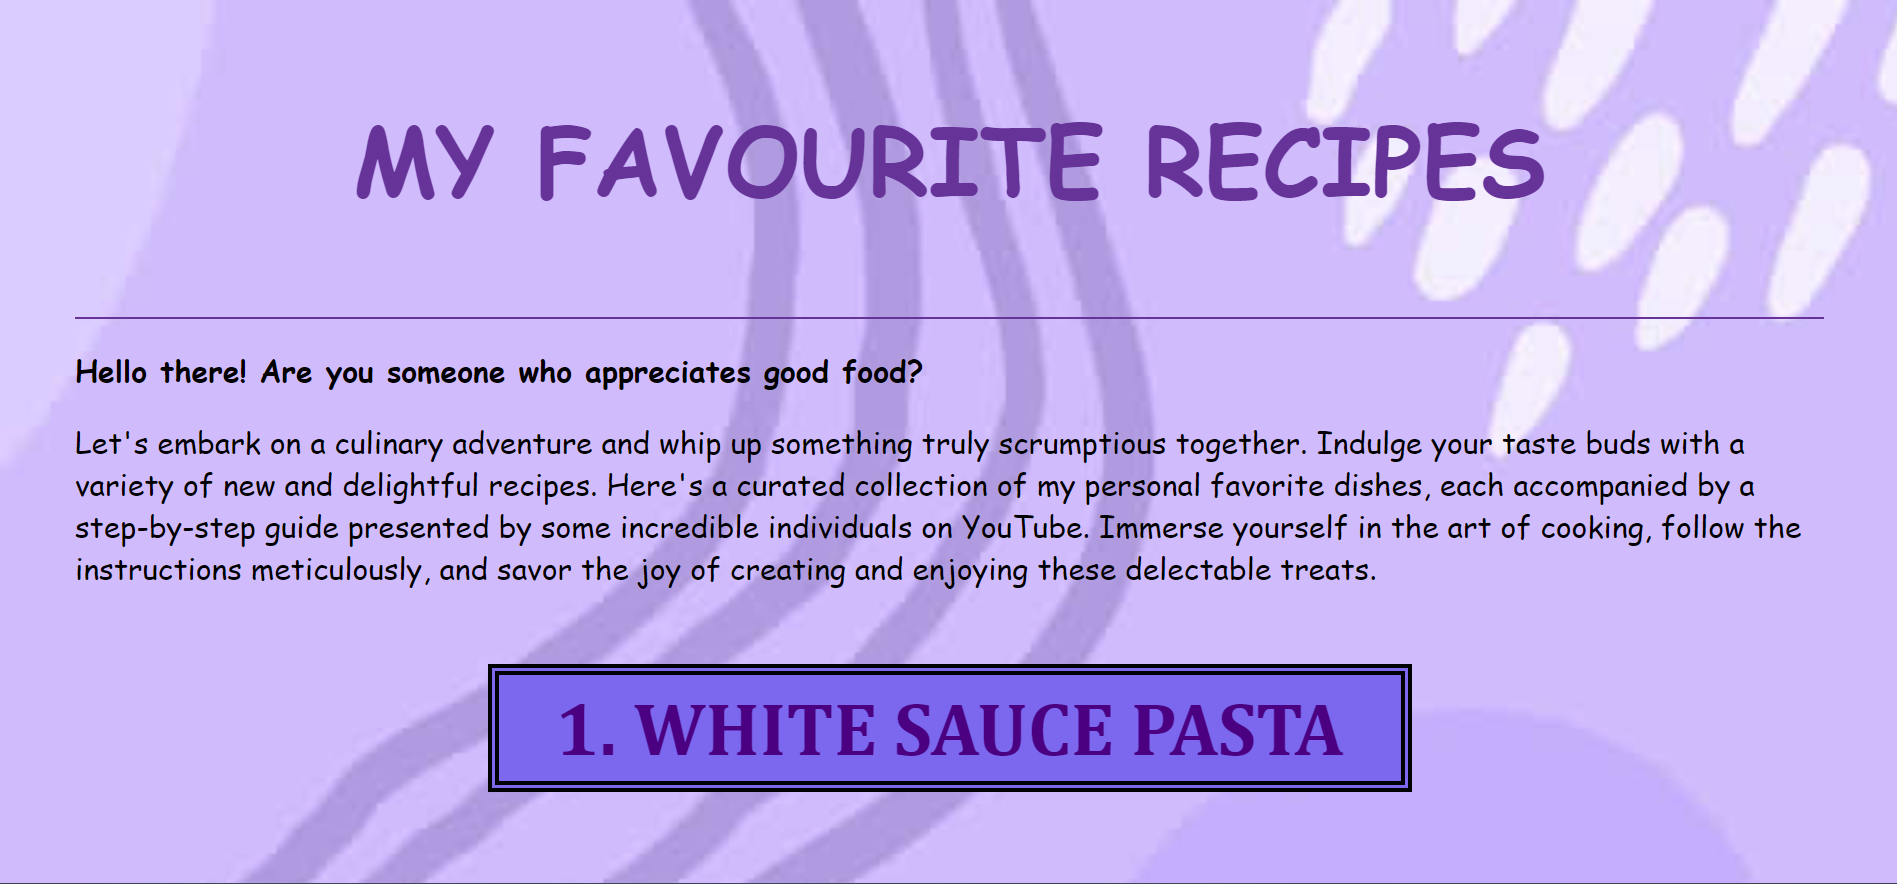 MY FAVOURITE RECIPES
Hello there! Are you someone who appreciates good food?
Let's embark on a culinary adventure and whip up something truly scrumptious together. Indulge your taste buds with a
variety of new and delightful recipes. Here's a curated collection of my personal favorite dishes, each accompanied by a
step-by-step guide presented by some incredible individuals on YouTube. Immerse yourself in the art of cooking, follow the
instructions meticulously, and savor the joy of creating and enjoying these delectable treats.
1. WHITE SAUCE PASTA